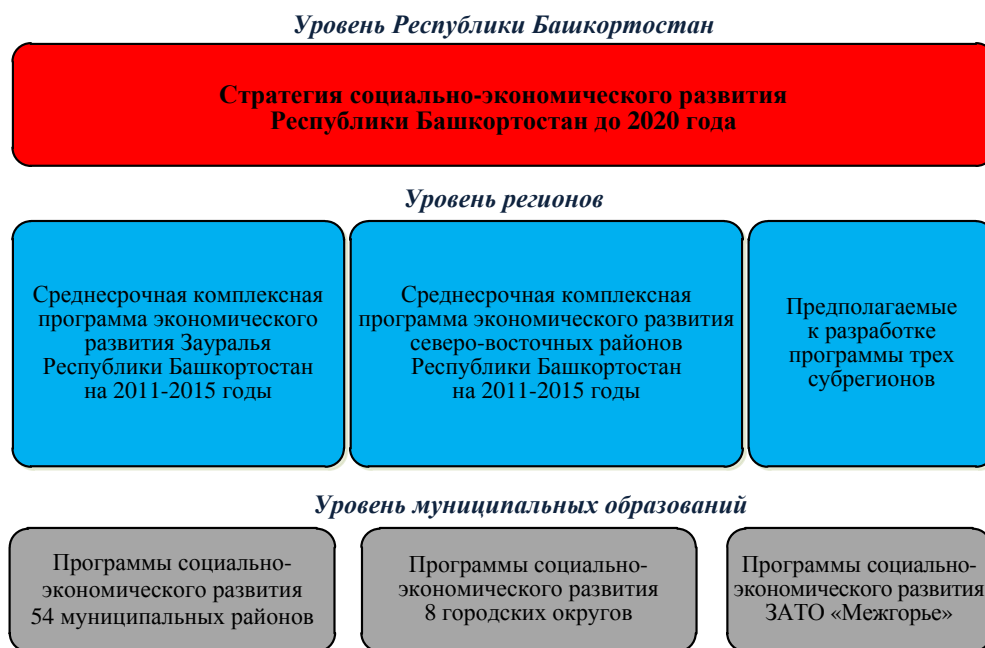 Уровень Республики Башкортостан
Стратегия социально-экономического развития
Республики Башкортостан до 2020 года
Уровень регионов
Среднесрочная комплексная
программа экономического
развития Зауралья
Республики Башкортостан
на 2011-2015 годы
Среднесрочная комплексная
программа экономического развития
северо-восточных районов
Республики Башкортостан
на 2011-2015 годы
Предполагаемые
к разработке
программы трех
субрегионов
Уровень муниципальных образований
Программы социально-
экономического развития
54 муниципальных районов
Программы социально-
экономического развития
8 городских округов
Программы социально-
экономического развития
ЗАТО «Межгорье»